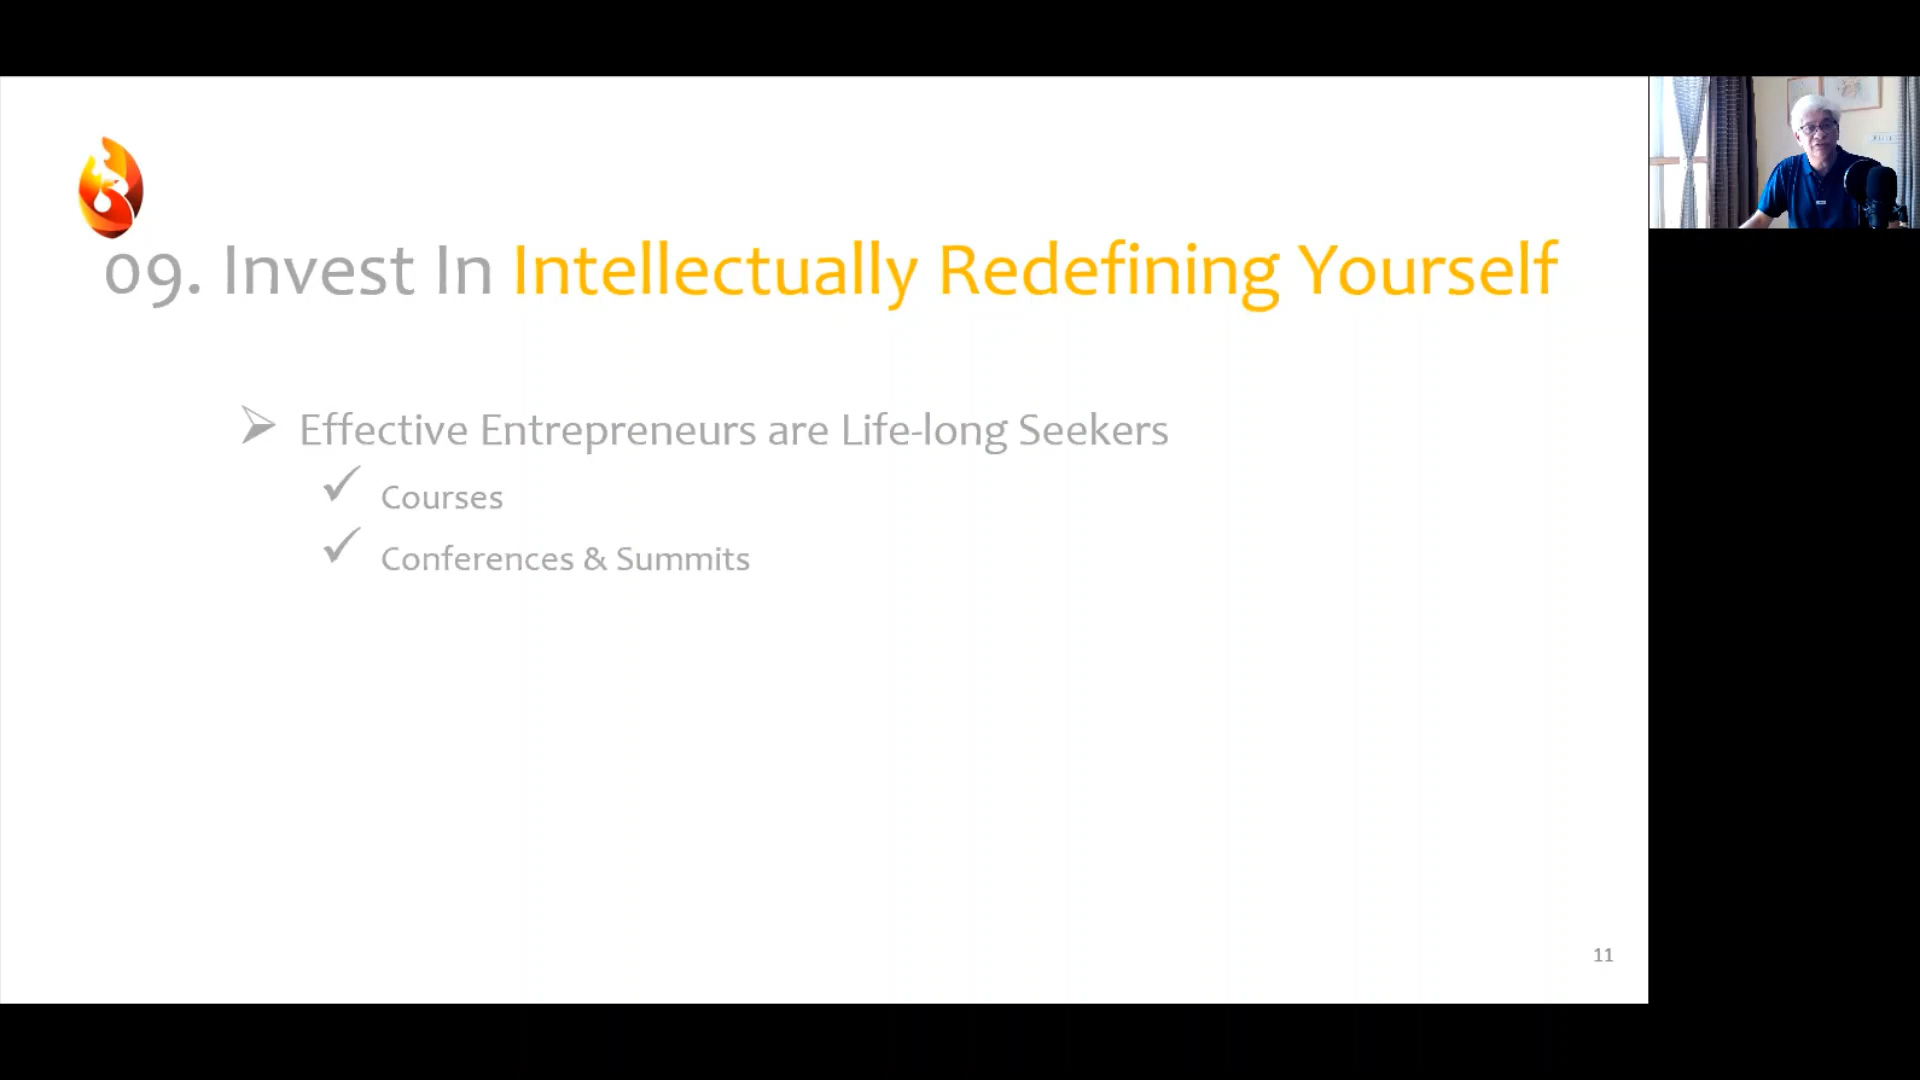 09. Invest In Intellectually Redefining Yourself
Effective Entrepreneurs are Life-long Seekers
Courses
Conferences & Summits
11